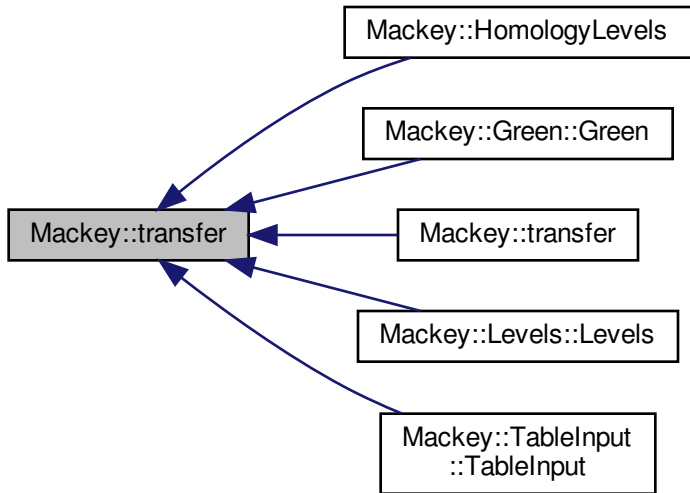 Mackey::HomologyLevels
Mackey::Green::Green
Mackey::transfer
Mackey::transfer
Mackey::Levels::Levels
Mackey::TableInput
::TableInput